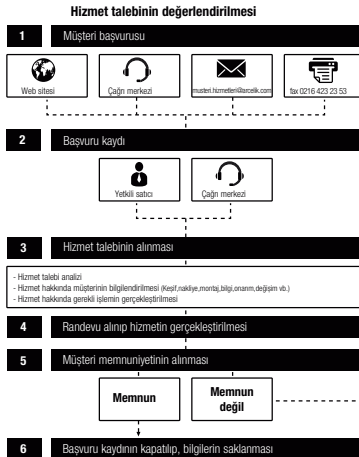 Hizmet talebinin değerlendirilmesi
1 Müşteri başvurusu
Web sitesi
Çağrı merkezi
musteri.hizmetleri@arcelik.com
fax 0216 423 23 53
2 Başvuru kaydı
Yetkili satıcı
Çağrı merkezi
3 Hizmet talebinin alınması
- Hizmet talebi analizi
- Hizmet hakkında müşterinin bilgilendirilmesi (Keşif,nakliye,montaj,bilgi,onarım,değişim vb.)
- Hizmet hakkında gerekli işlemin gerçekleştirilmesi
4 Randevu alınıp hizmetin gerçekleştirilmesi
5 Müşteri memnuniyetinin alınması
Memnun
Memnun
değil
6 Başvuru kaydının kapatılıp, bilgilerin saklanması